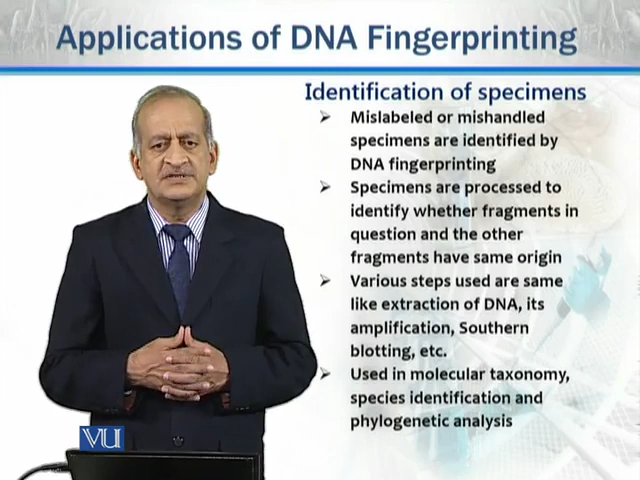 Applications of DNA Fingerprinting
Identification of specimens
➢ Mislabeled or mishandled
specimens are identified by
DNA fingerprinting
➢ Specimens are processed to
identify whether fragments in
question and the other
fragments have same origin
➢ Various steps used are same
like extraction of DNA, its
amplification, Southern
blotting, etc.
➢ Used in molecular taxonomy,
species identification and
phylogenetic analysis
VU